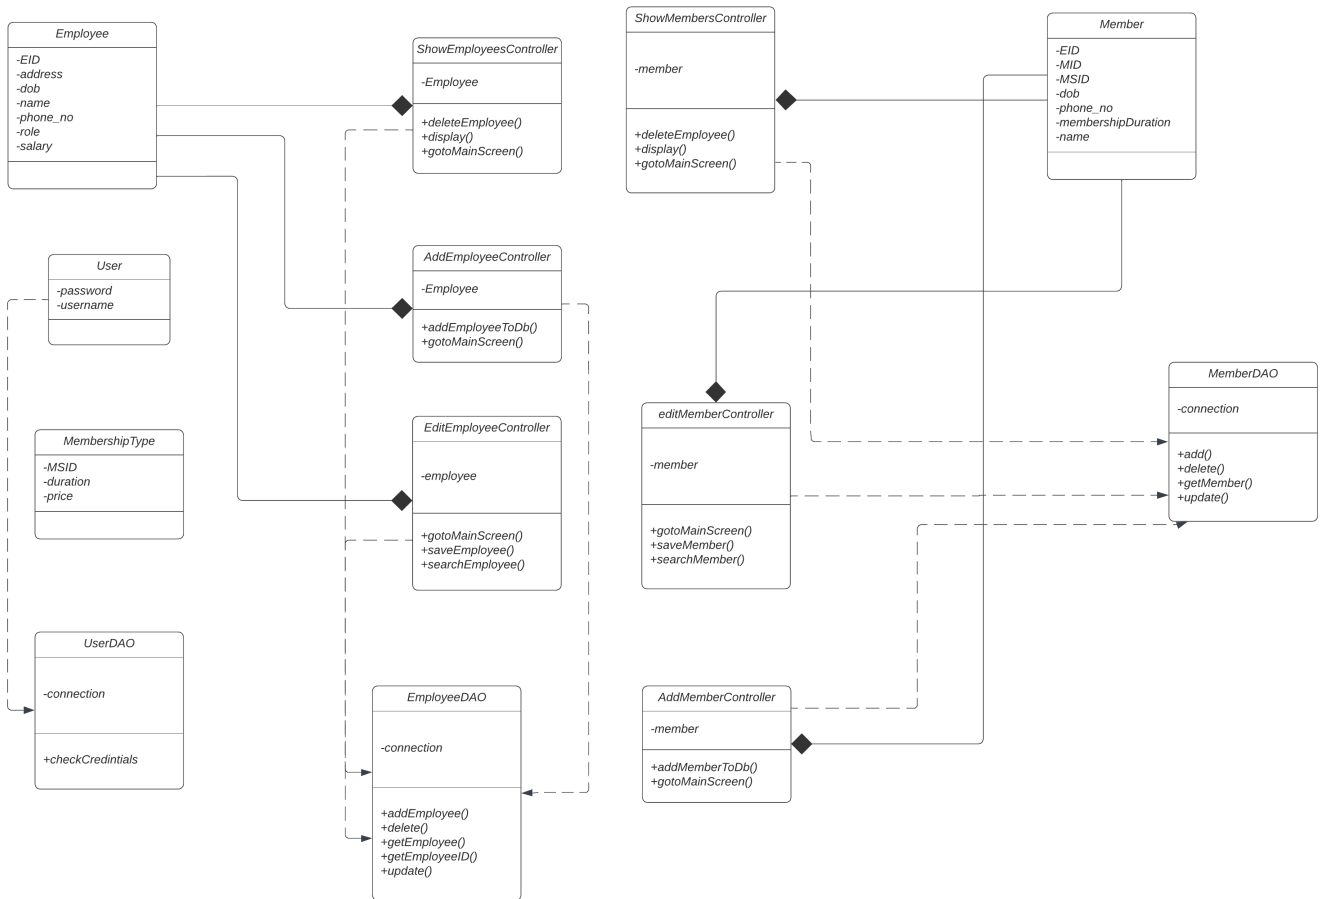 Employee
-EID
-address
-dob
-name
-phone_no
-role
-salary
ShowEmployeesController
-Employee
+deleteEmployee()
+display()
+gotoMainScreen()
ShowMembersController
-member
+deleteEmployee()
+display()
+gotoMainScreen()
Member
-EID
-MID
-MSID
-dob
-phone_no
-membershipDuration
-name
User
-password
-username
AddEmployeeController
-Employee
+addEmployeeToDb()
+gotoMainScreen()
MembershipType
-MSID
-duration
-price
EditEmployeeController
-employee
+gotoMainScreen()
+saveEmployee()
+searchEmployee()
editMemberController
-member
+gotoMainScreen()
+saveMember()
+searchMember()
MemberDAO
-connection
+add()
+delete()
+getMember()
+update()
UserDAO
-connection
+checkCredintials
EmployeeDAO
-connection
+addEmployee()
+delete()
+getEmployee()
+getEmployeeID()
+update()
AddMemberController
-member
+addMemberToDb()
+gotoMainScreen()